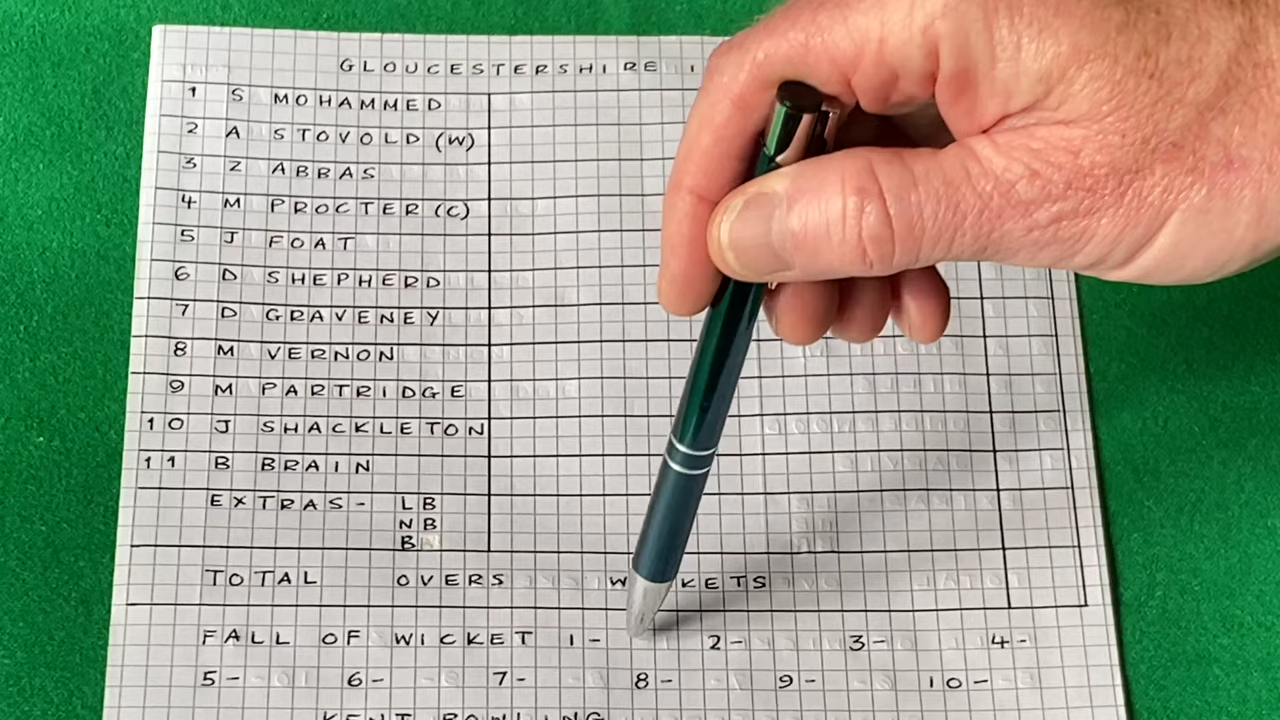 GLOUCESTERSHIRE
1 S MOHAMMED
2 A STOVOLD (W)
3 Z ABBAS
4 M PROCTER (C)
5 J FOAT
6 D SHEPHERD
7 D GRAVENEY
8 M VERNON
9 M PARTRIDGE
10 J SHACKLETON
11 B BRAIN
EXTRAS - LB
NB
B
TOTAL OVERS
FALL OF WICKET 1- 2- 3- 4-
5- 6- 7- 8- 9- 10-
KENT BOWLING